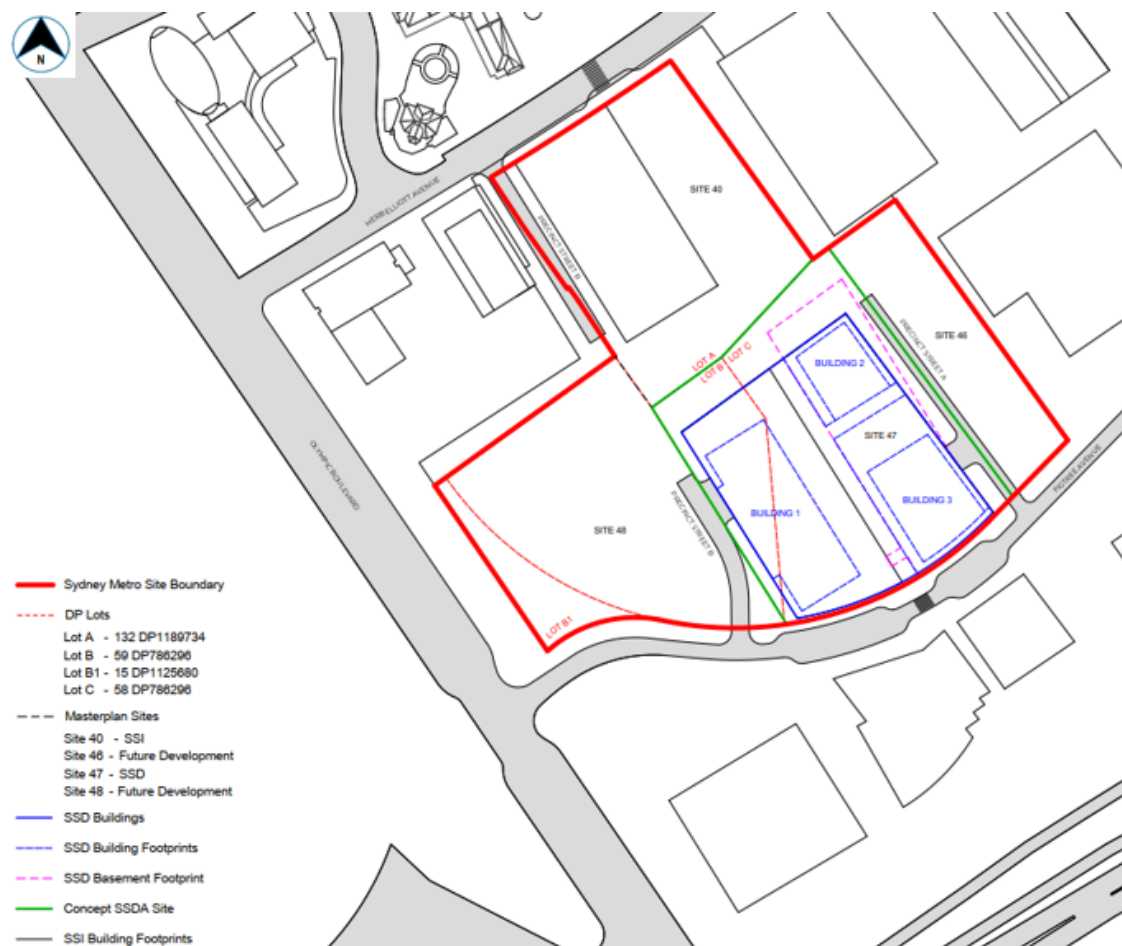 N
HERB ELLIOTT AVENUE
SITE 40
PRECINCT STREET B
PRECINCT STREET A
SITE 46
LOT A
LOT C
LOT B
BUILDING 2
SITE 47
OLYMPIC BOULEVARD
PRECINCT STREET B
BUILDING 1
BUILDING 3
FIGTREE AVENUE
SITE 48
LOT B1
Sydney Metro Site Boundary
DP Lots
Lot A - 132 DP1189734
Lot B - 59 DP786296
Lot B1 - 15 DP1125680
Lot C - 58 DP786296
Masterplan Sites
Site 40 - SSI
Site 46 - Future Development
Site 47 - SSD
Site 48 - Future Development
SSD Buildings
SSD Building Footprints
SSD Basement Footprint
Concept SSDA Site
SSI Building Footprints